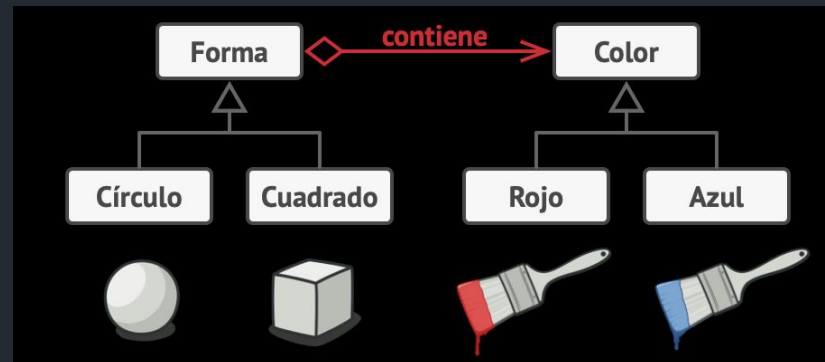 contiene
Forma
Color
Círculo
Cuadrado
Rojo
Azul